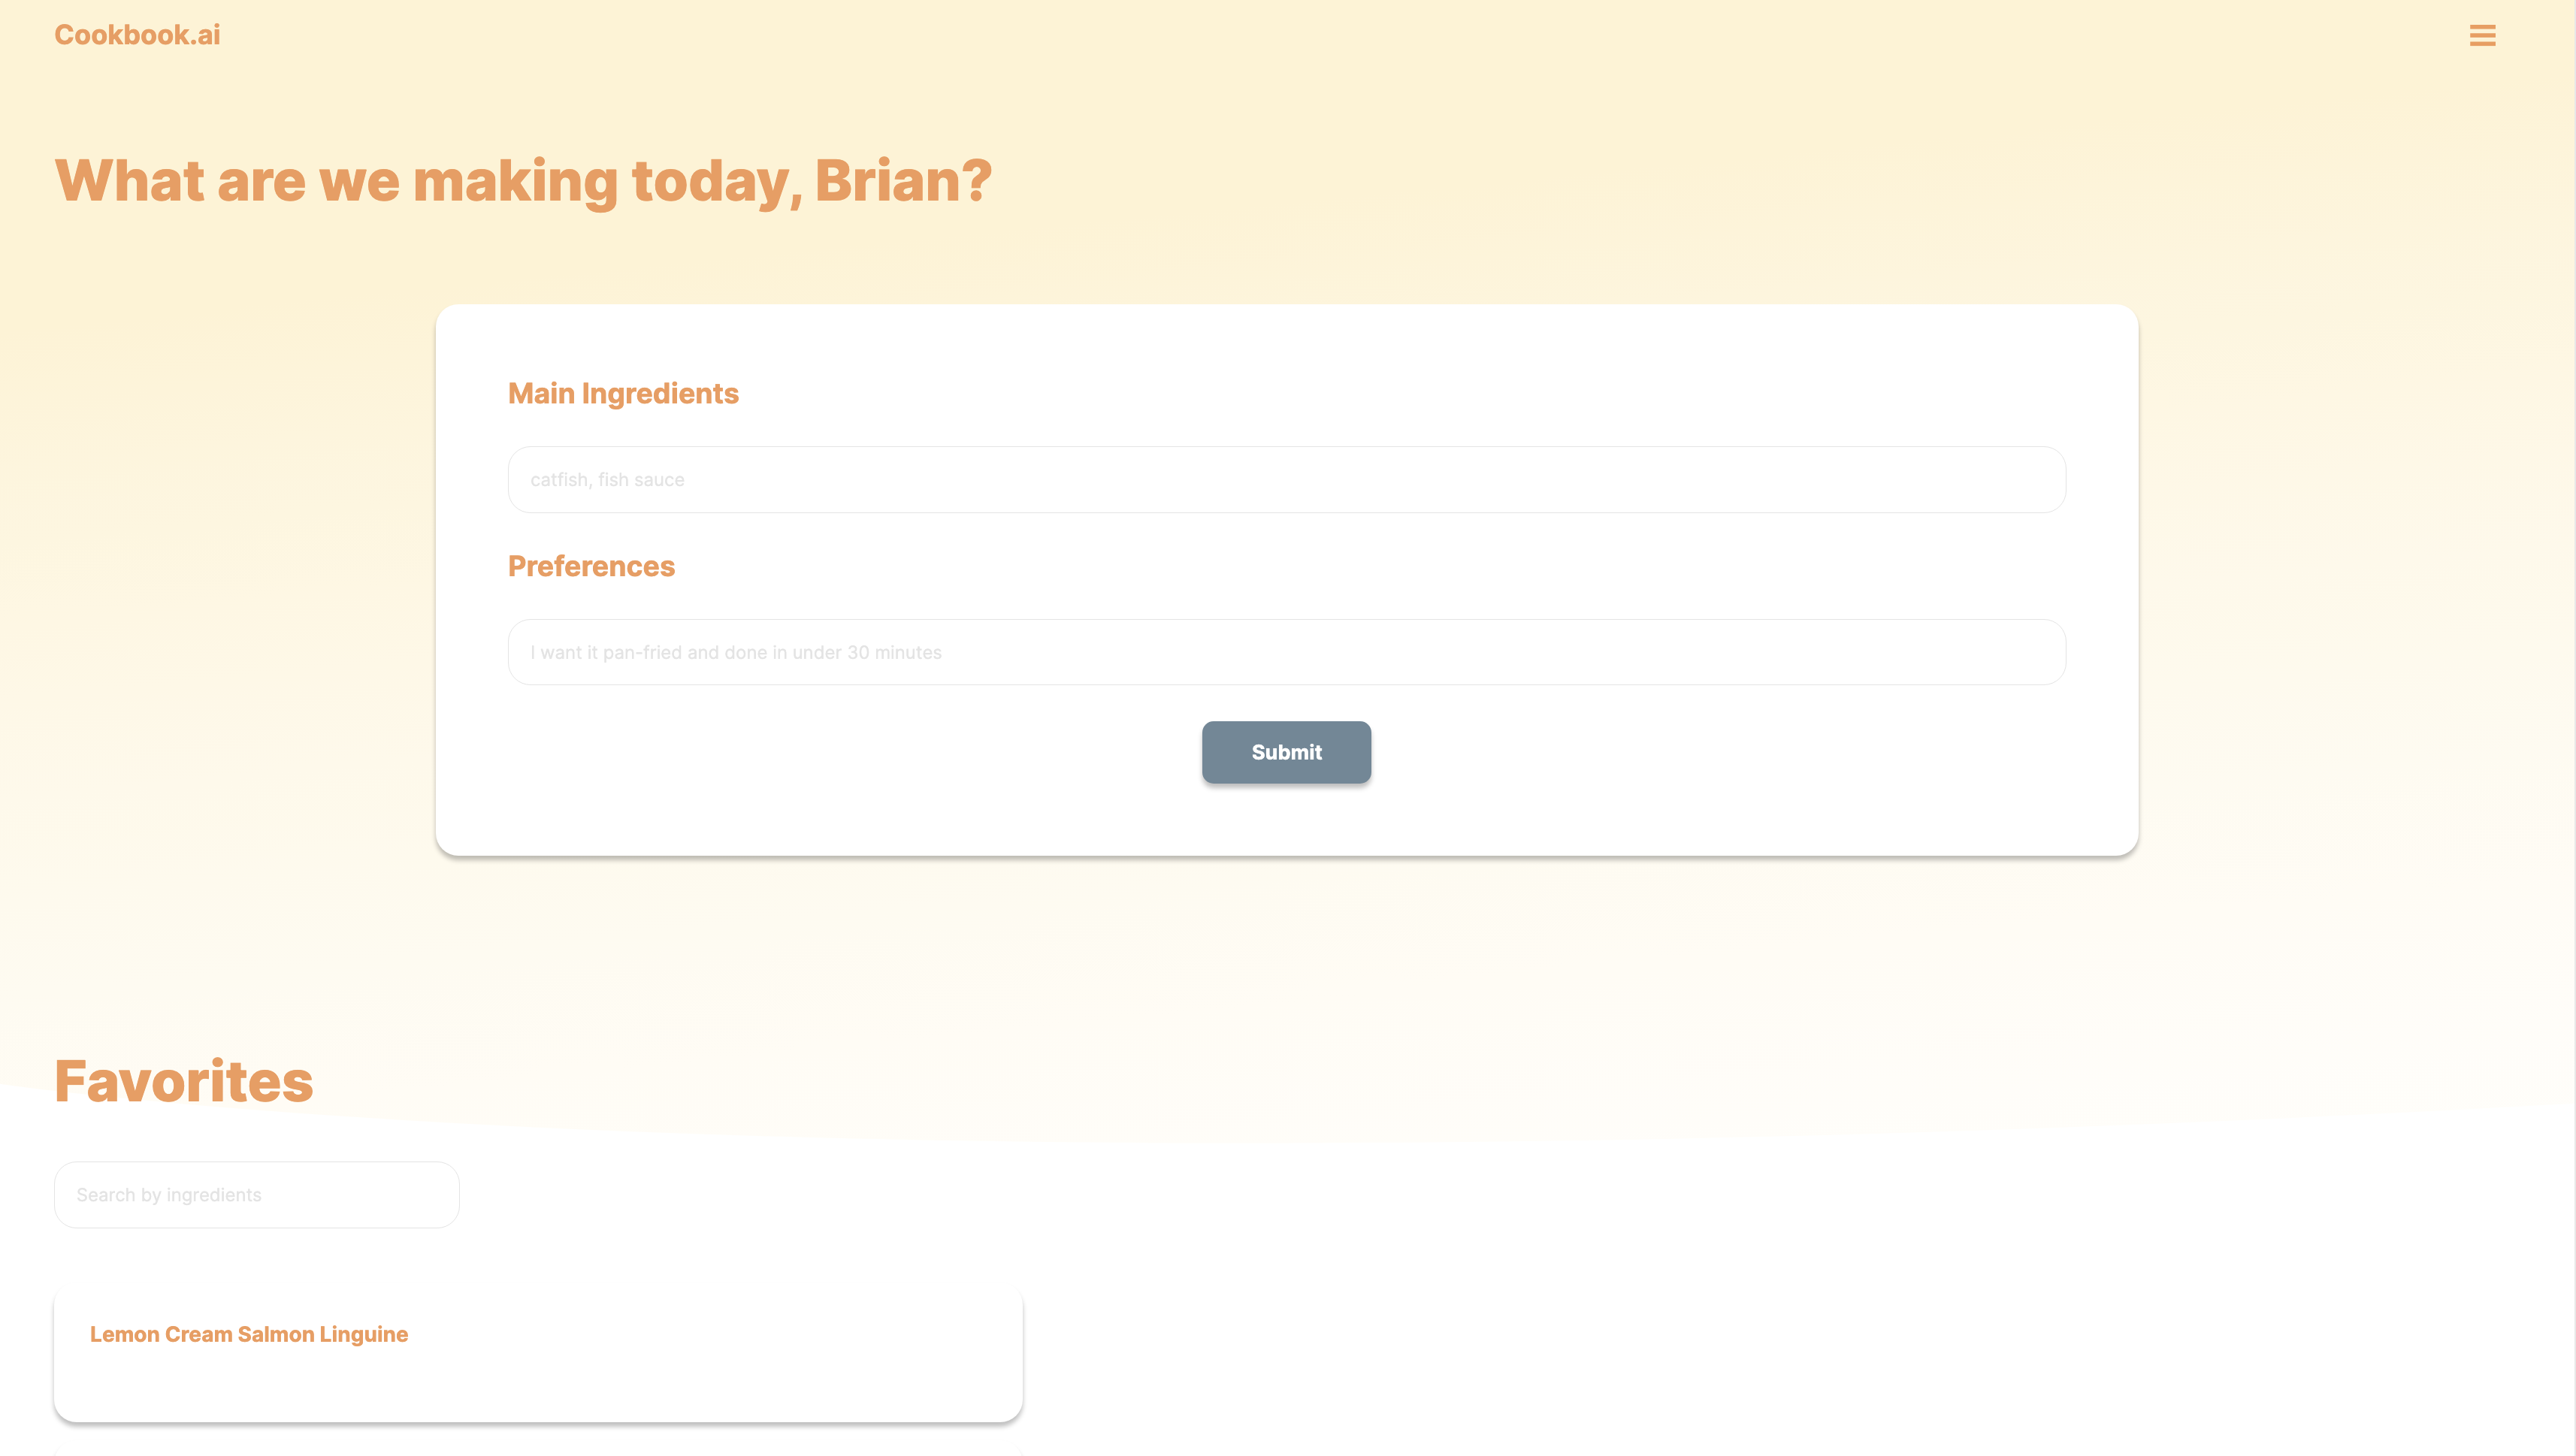 Cookbook.ai
What are we making today, Brian?
Main Ingredients
catfish, fish sauce
Preferences
I want it pan-fried and done in under 30 minutes
Submit
Favorites
Search by ingredients
Lemon Cream Salmon Linguine